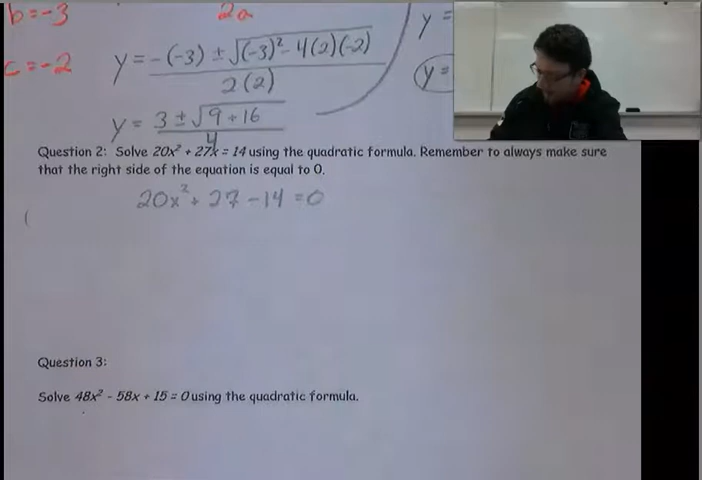 b = -3
2a
c = -2
y = -(-3) ± √(-3)² - 4(2)(-2)
2(2)
y =
y =
y = 3 ± √9 + 16
4
Question 2: Solve 20x² + 27x = 14 using the quadratic formula. Remember to always make sure
that the right side of the equation is equal to 0.
20x² + 27 - 14 = 0
(
Question 3:
Solve 48x² - 58x + 15 = 0 using the quadratic formula.